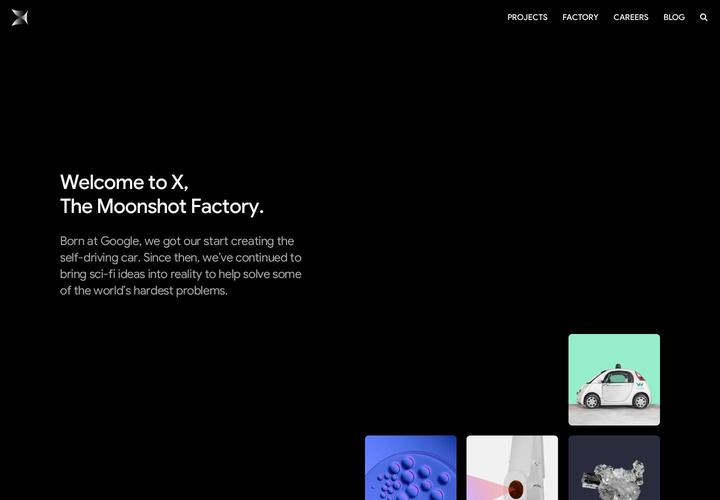 PROJECTS FACTORY CAREERS BLOG
Welcome to X,
The Moonshot Factory.
Born at Google, we got our start creating the
self-driving car. Since then, we've continued to
bring sci-fi ideas into reality to help solve some
of the world's hardest problems.